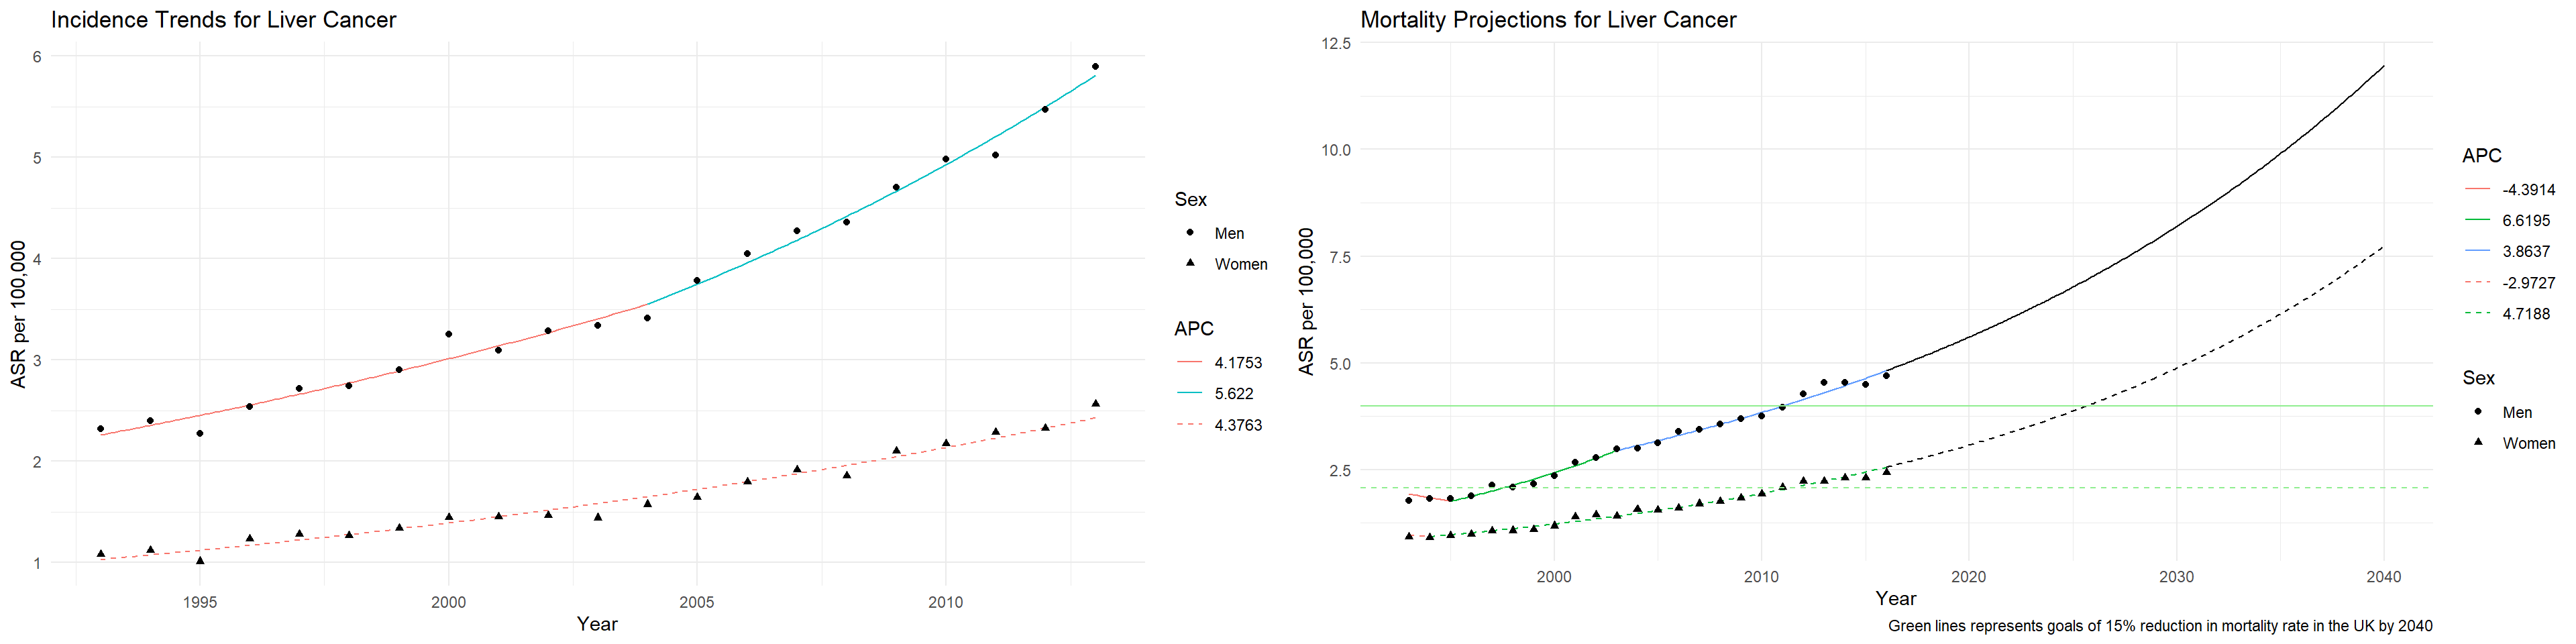 Incidence Trends for Liver Cancer
6
5
4
3
2
1
ASR per 100,000
1995 2000 2005 2010
Year
Sex
Men
Women
APC
4.1753
5.622
4.3763
Mortality Projections for Liver Cancer
12.5
10.0
7.5
5.0
2.5
ASR per 100,000
2000 2010 2020 2030 2040
Year
Green lines represents goals of 15% reduction in mortality rate in the UK by 2040
APC
-4.3914
6.6195
3.8637
-2.9727
4.7188
Sex
Men
Women